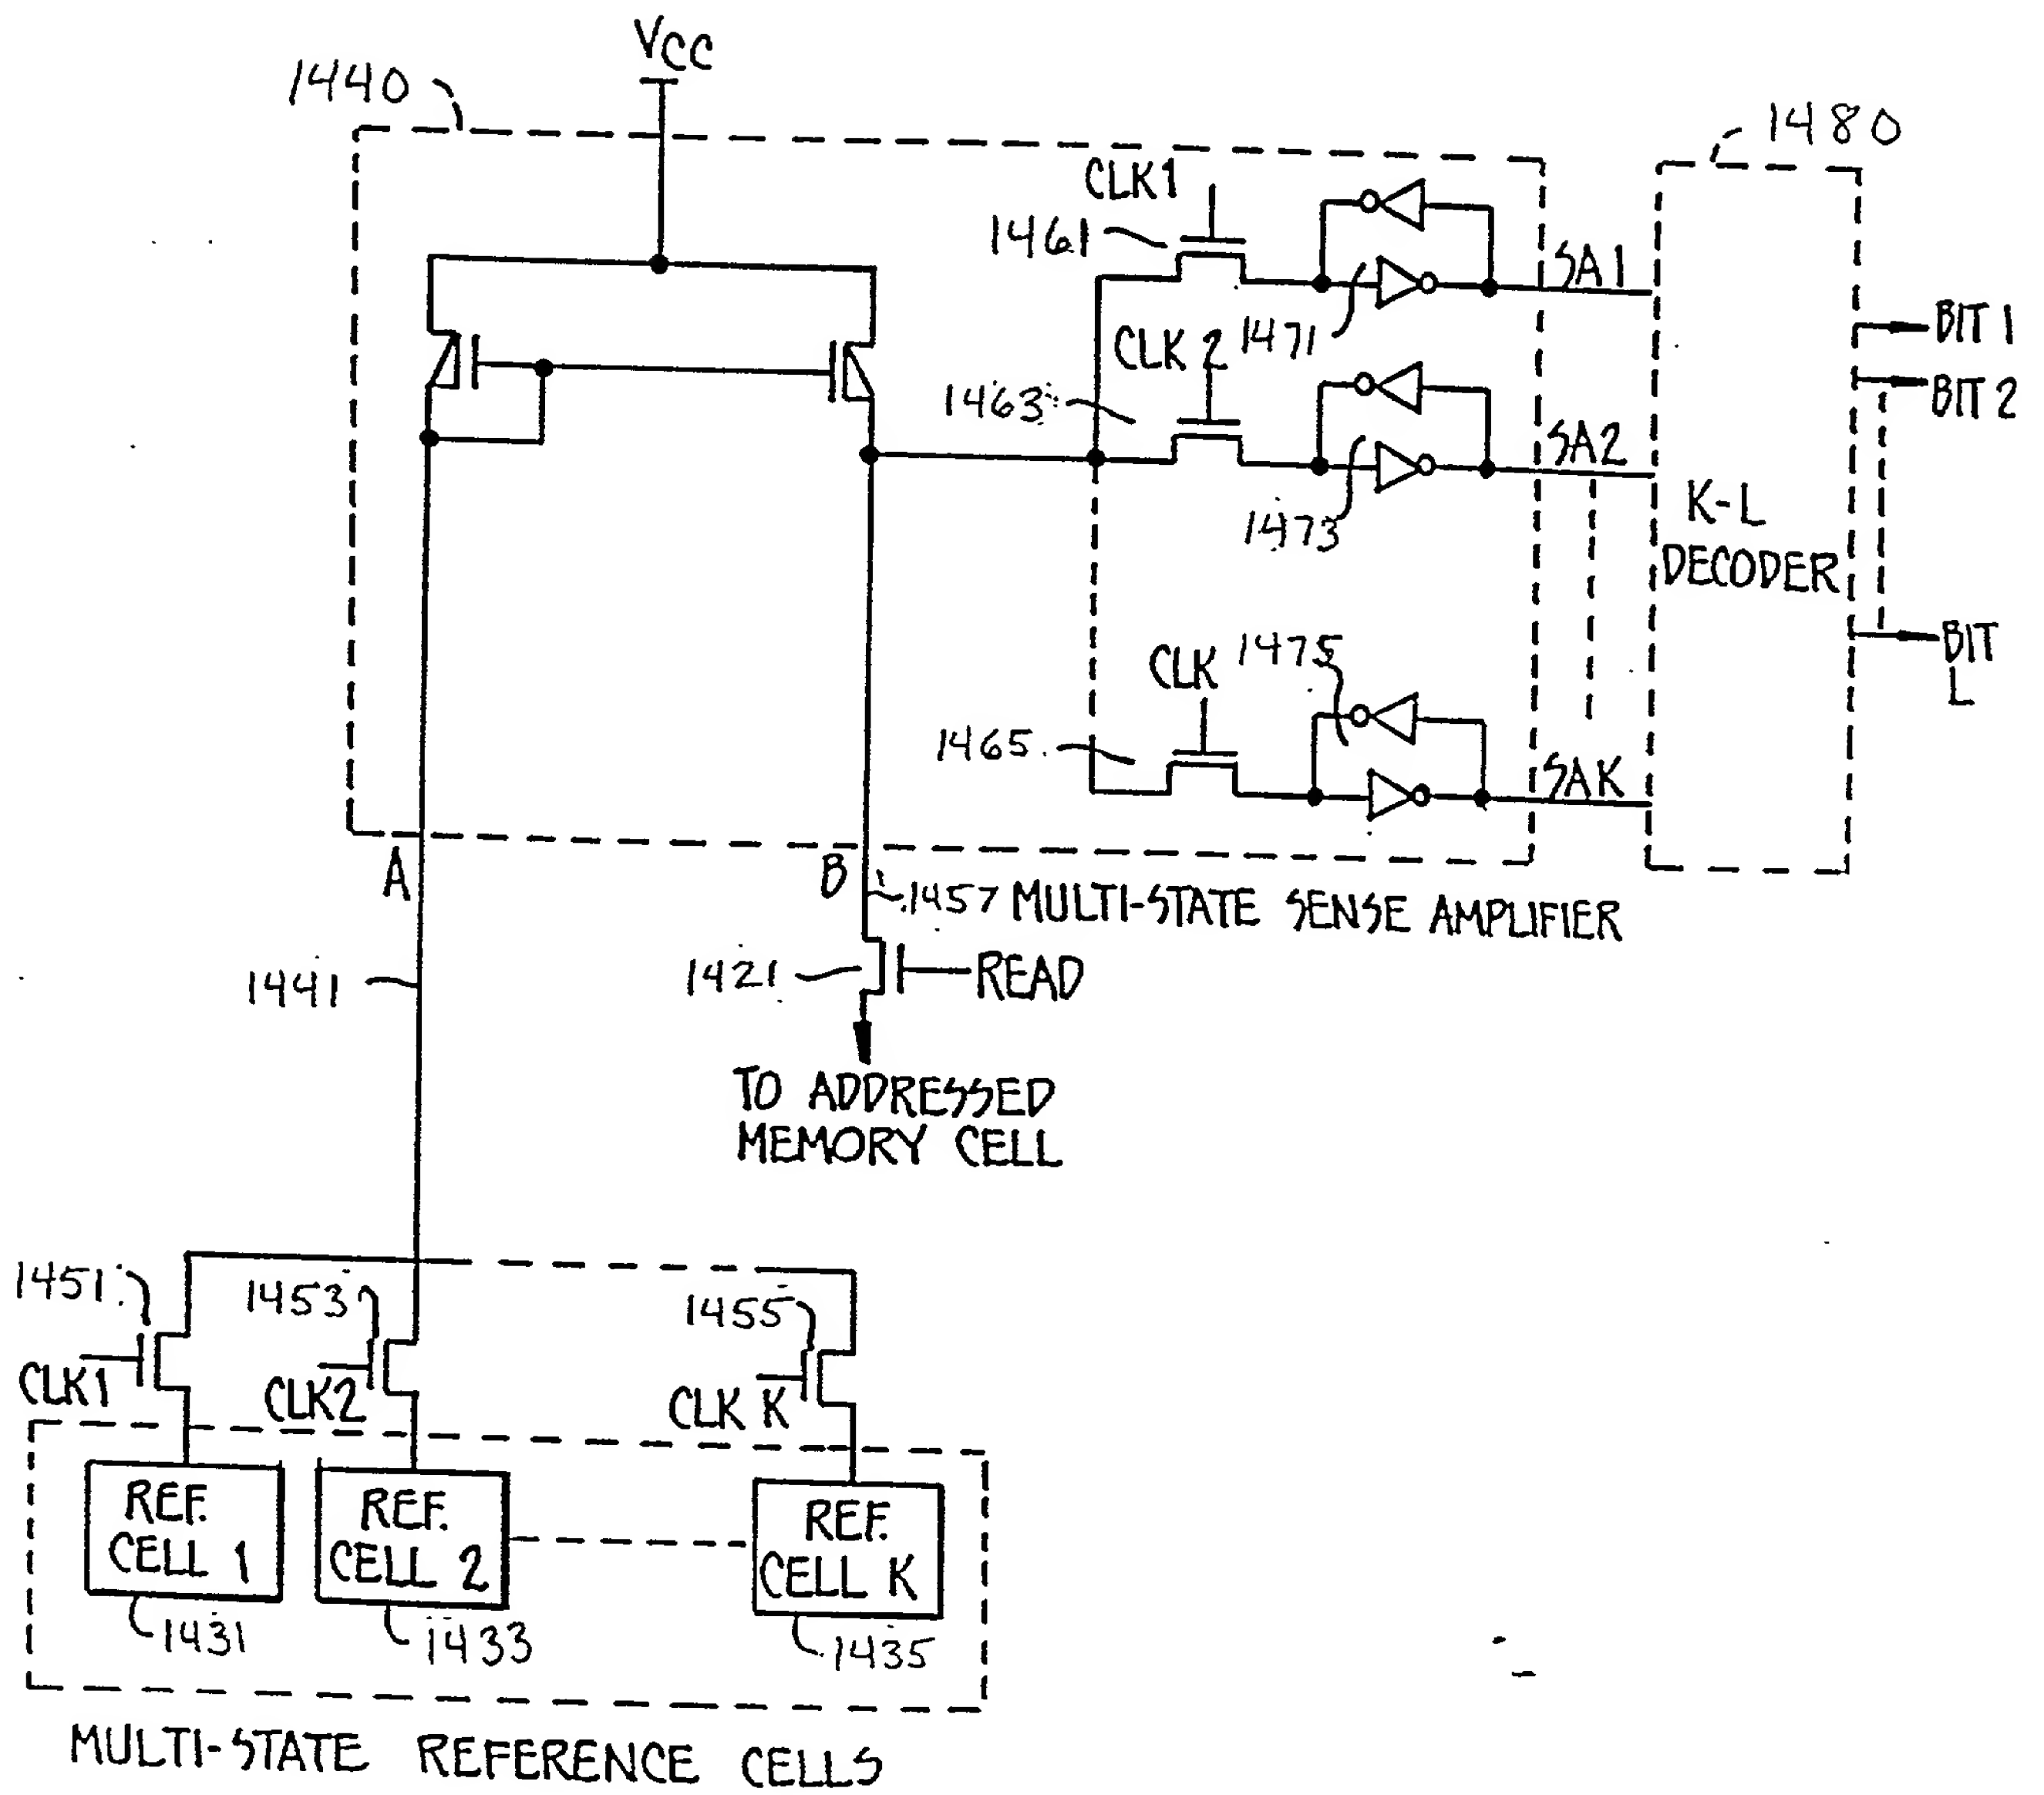 VCC
1440
1480
CLK1
1461
SA1
1471
BIT 1
CLK 2
BIT 2
1463
SA2
1473
K-L
DECODER
CLK
1475
BIT
L
1465
SAK
A
B
1457
MULTI-STATE SENSE AMPLIFIER
1421
READ
1441
TO ADDRESSED
MEMORY CELL
1451
1453
1455
CLK1
CLK2
CLK K
REF.
CELL 1
REF.
CELL 2
REF.
CELL K
1431
1433
1435
MULTI-STATE REFERENCE CELLS